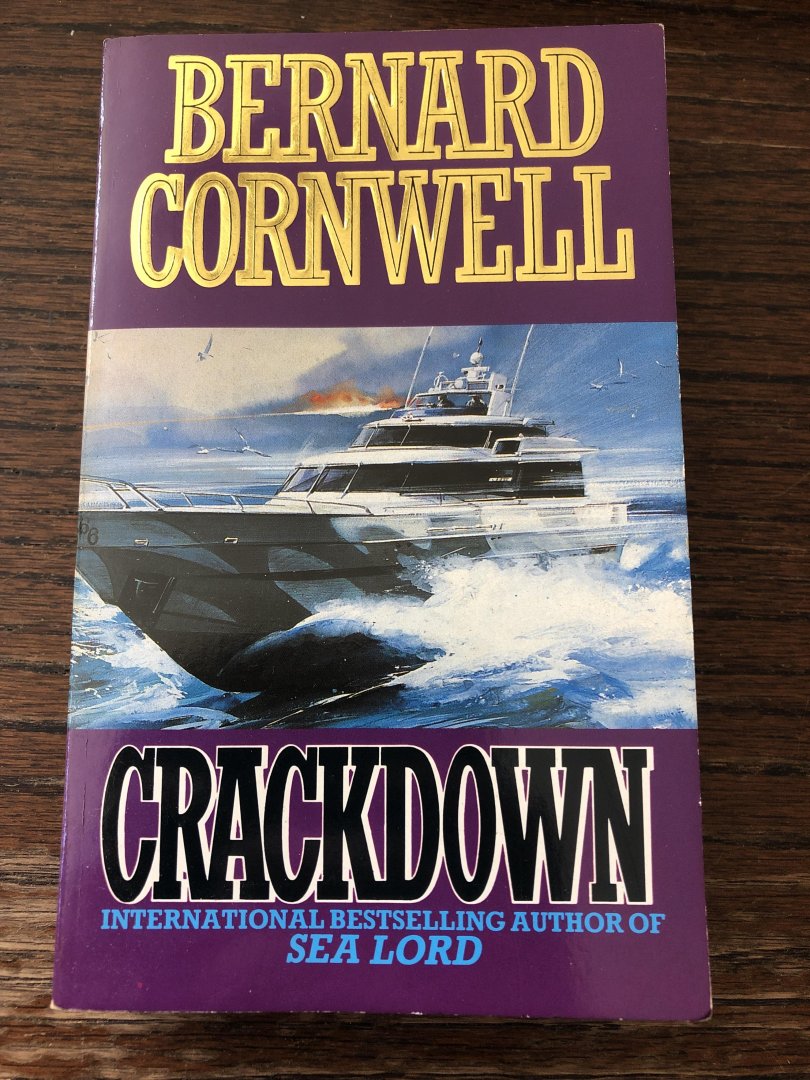 BERNARD
CORNWELL
CRACKDOWN
INTERNATIONAL BESTSELLING AUTHOR OF
SEA LORD